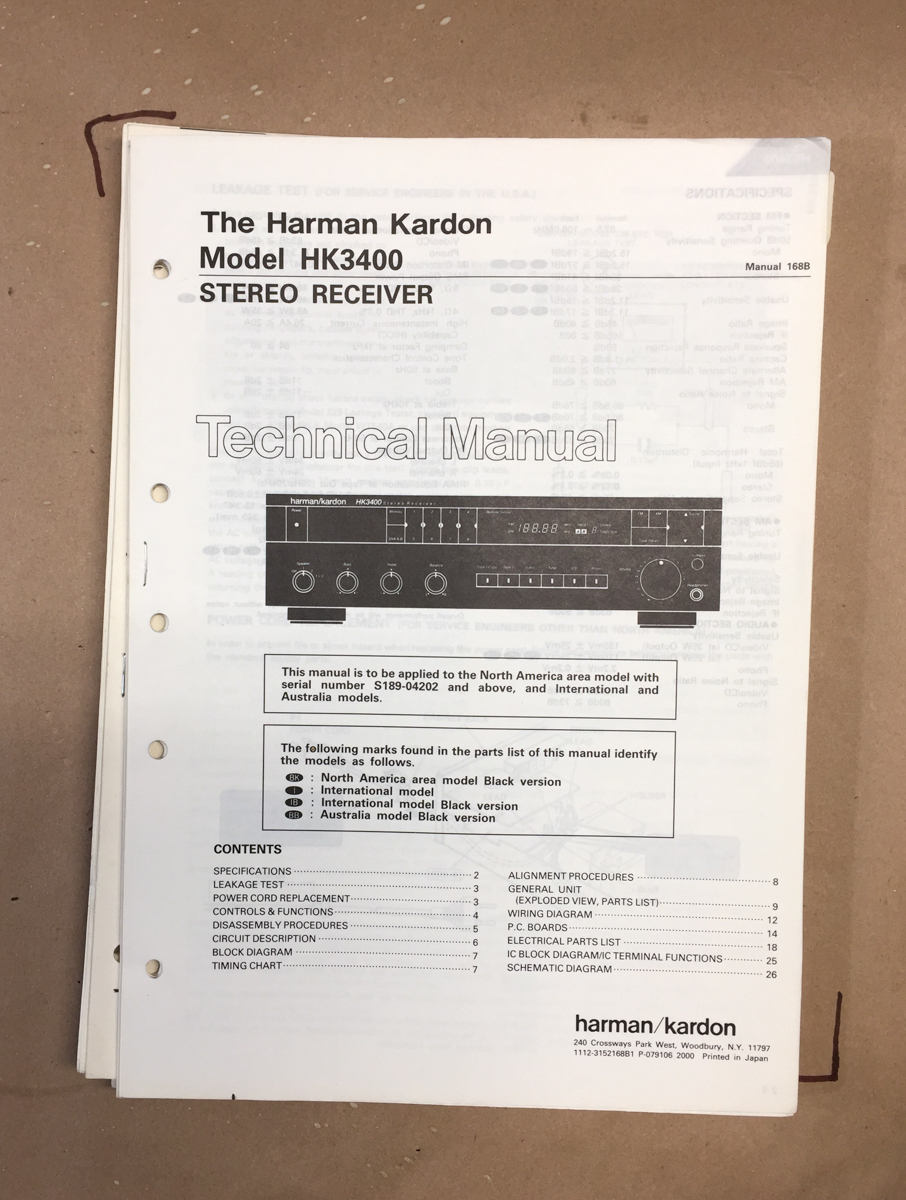 The Harman Kardon
Model HK3400
Manual 168B
STEREO RECEIVER
Technical Manual
harman/kardon HK3400 Stereo Receiver
Power
188.88
Speaker
Bass
Balance
Headphones
This manual is to be applied to the North America area model with
serial number S189-04202 and above, and International and
Australia models.
The following marks found in the parts list of this manual identify
the models as follows.
BK : North America area model Black version
I : International model
IB : International model Black version
BB : Australia model Black version
CONTENTS
SPECIFICATIONS 2
LEAKAGE TEST 3
POWER CORD REPLACEMENT 3
CONTROLS & FUNCTIONS 4
DISASSEMBLY PROCEDURES 5
CIRCUIT DESCRIPTION 6
BLOCK DIAGRAM 7
TIMING CHART 7
ALIGNMENT PROCEDURES 8
GENERAL UNIT
(EXPLODED VIEW, PARTS LIST) 9
WIRING DIAGRAM 12
P.C. BOARDS 14
ELECTRICAL PARTS LIST 18
IC BLOCK DIAGRAM/IC TERMINAL FUNCTIONS 25
SCHEMATIC DIAGRAM 26
harman/kardon
240 Crossways Park West, Woodbury, N.Y. 11797
1112-3152168B1 P-079106 2000 Printed in Japan